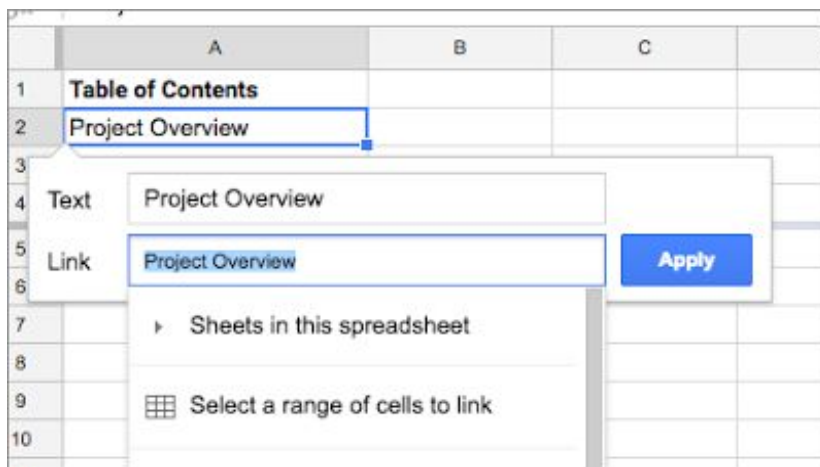 A B C
1 Table of Contents
2 Project Overview
3
4 Text Project Overview
5 Link Project Overview Apply
6
7 Sheets in this spreadsheet
8
9 Select a range of cells to link
10